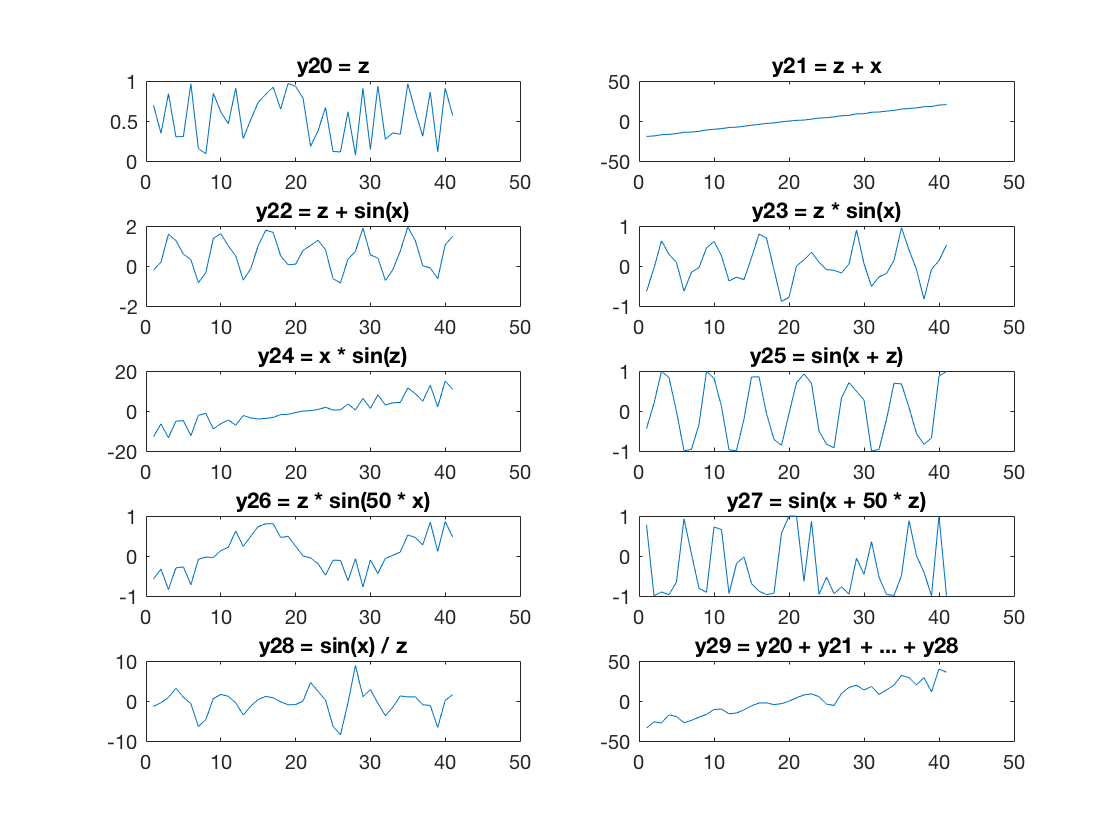 y20 = z
1
0.5
0
0 10 20 30 40 50
y21 = z + x
50
0
-50
0 10 20 30 40 50
y22 = z + sin(x)
2
0
-2
0 10 20 30 40 50
y23 = z * sin(x)
1
0
-1
0 10 20 30 40 50
y24 = x * sin(z)
20
0
-20
0 10 20 30 40 50
y25 = sin(x + z)
1
0
-1
0 10 20 30 40 50
y26 = z * sin(50 * x)
1
0
-1
0 10 20 30 40 50
y27 = sin(x + 50 * z)
1
0
-1
0 10 20 30 40 50
y28 = sin(x) / z
10
0
-10
0 10 20 30 40 50
y29 = y20 + y21 + ... + y28
50
0
-50
0 10 20 30 40 50